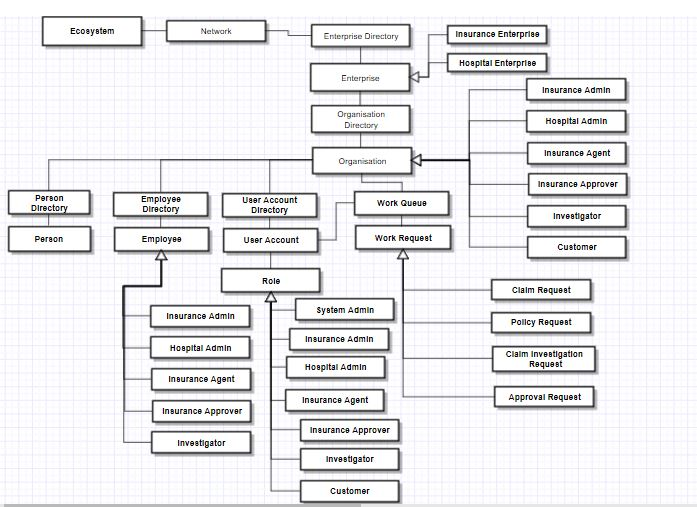 Ecosystem
Network
Enterprise Directory
Insurance Enterprise
Hospital Enterprise
Enterprise
Organisation
Directory
Organisation
Insurance Admin
Hospital Admin
Insurance Agent
Insurance Approver
Investigator
Customer
Person
Directory
Employee
Directory
User Account
Directory
Work Queue
Person
Employee
User Account
Work Request
Role
Insurance Admin
Hospital Admin
Insurance Agent
Insurance Approver
Investigator
System Admin
Insurance Admin
Hospital Admin
Insurance Agent
Insurance Approver
Investigator
Customer
Claim Request
Policy Request
Claim Investigation
Request
Approval Request